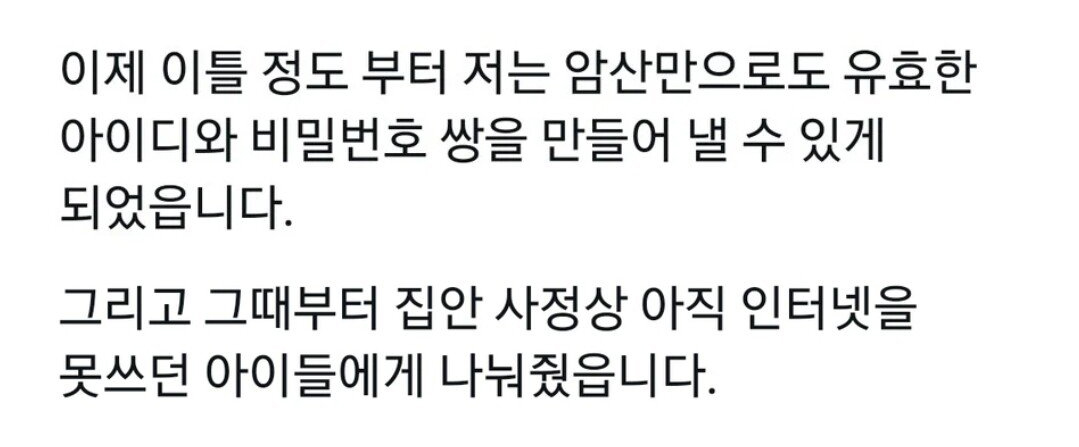 이제 이틀 정도 부터 저는 암산만으로도 유효한
아이디와 비밀번호 쌍을 만들어 낼 수 있게
되었읍니다.
그리고 그때부터 집안 사정상 아직 인터넷을
못쓰던 아이들에게 나눠줬읍니다.